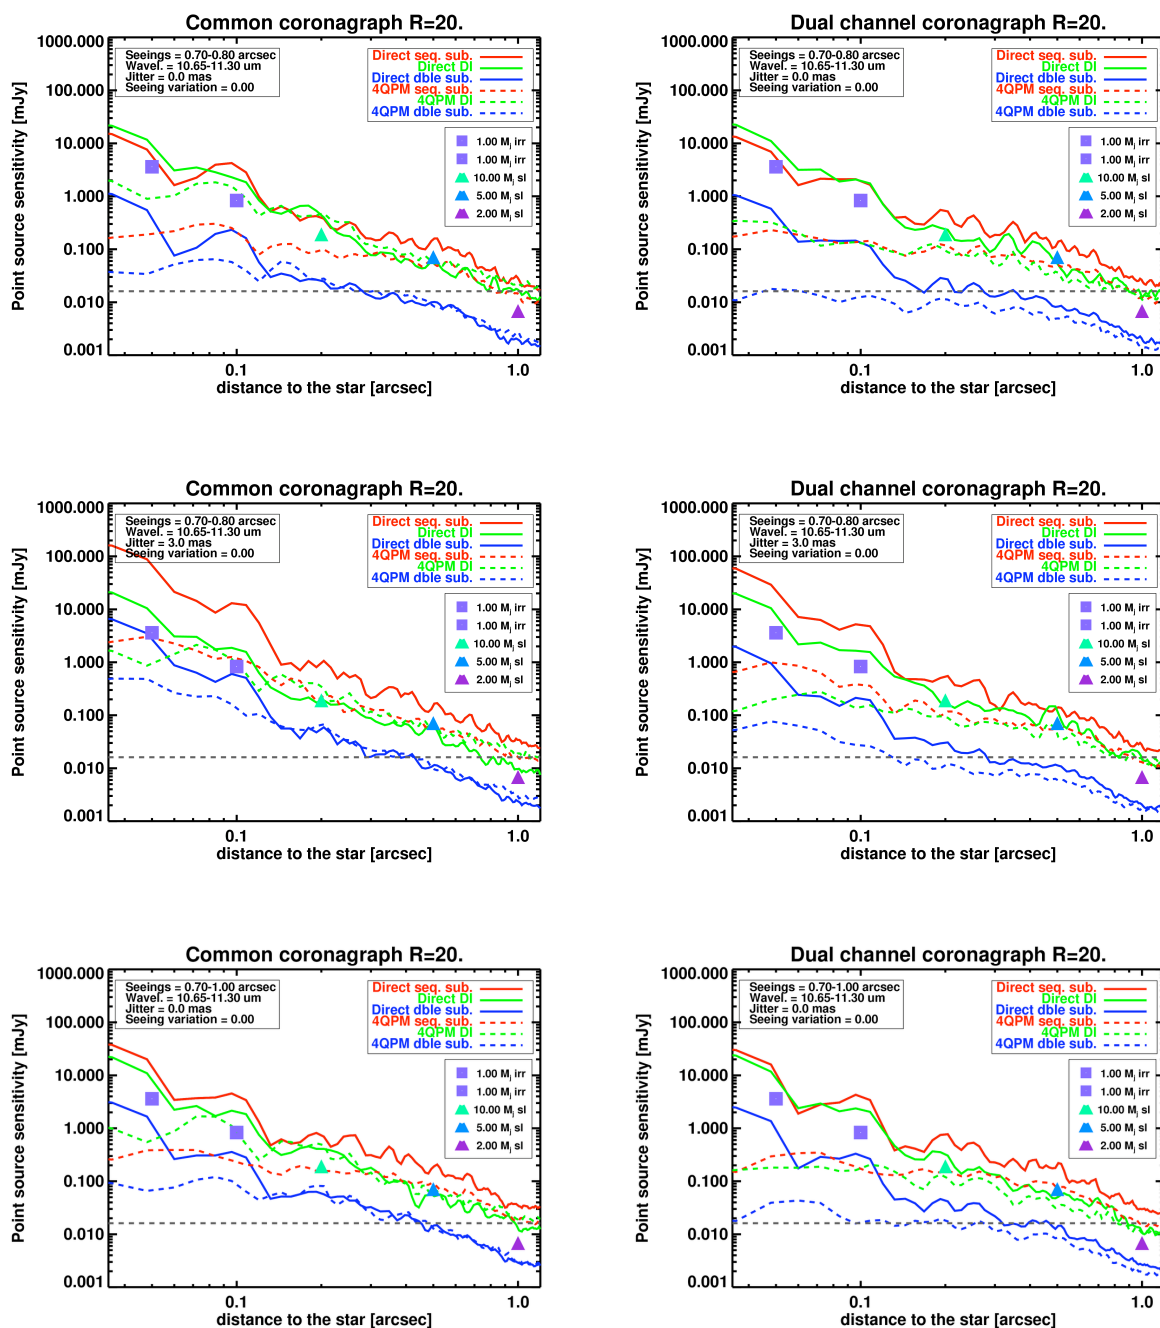 Common coronagraph R=20.
Point source sensitivity [mJy]
1000.000
100.000
10.000
1.000
0.100
0.010
0.001
Seeings = 0.70-0.80 arcsec
Wavel. = 10.65-11.30 um
Jitter = 0.0 mas
Seeing variation = 0.00
Direct seq. sub.
Direct DI
Direct dble sub.
4QPM seq. sub.
4QPM DI
4QPM dble sub.
1.00 Mj irr
1.00 Mj irr
10.00 Mj sl
5.00 Mj sl
2.00 Mj sl
0.1 1.0
distance to the star [arcsec]
Dual channel coronagraph R=20.
Point source sensitivity [mJy]
1000.000
100.000
10.000
1.000
0.100
0.010
0.001
Seeings = 0.70-0.80 arcsec
Wavel. = 10.65-11.30 um
Jitter = 0.0 mas
Seeing variation = 0.00
Direct seq. sub.
Direct DI
Direct dble sub.
4QPM seq. sub.
4QPM DI
4QPM dble sub.
1.00 Mj irr
1.00 Mj irr
10.00 Mj sl
5.00 Mj sl
2.00 Mj sl
0.1 1.0
distance to the star [arcsec]
Common coronagraph R=20.
Point source sensitivity [mJy]
1000.000
100.000
10.000
1.000
0.100
0.010
0.001
Seeings = 0.70-0.80 arcsec
Wavel. = 10.65-11.30 um
Jitter = 3.0 mas
Seeing variation = 0.00
Direct seq. sub.
Direct DI
Direct dble sub.
4QPM seq. sub.
4QPM DI
4QPM dble sub.
1.00 Mj irr
1.00 Mj irr
10.00 Mj sl
5.00 Mj sl
2.00 Mj sl
0.1 1.0
distance to the star [arcsec]
Dual channel coronagraph R=20.
Point source sensitivity [mJy]
1000.000
100.000
10.000
1.000
0.100
0.010
0.001
Seeings = 0.70-0.80 arcsec
Wavel. = 10.65-11.30 um
Jitter = 3.0 mas
Seeing variation = 0.00
Direct seq. sub.
Direct DI
Direct dble sub.
4QPM seq. sub.
4QPM DI
4QPM dble sub.
1.00 Mj irr
1.00 Mj irr
10.00 Mj sl
5.00 Mj sl
2.00 Mj sl
0.1 1.0
distance to the star [arcsec]
Common coronagraph R=20.
Point source sensitivity [mJy]
1000.000
100.000
10.000
1.000
0.100
0.010
0.001
Seeings = 0.70-1.00 arcsec
Wavel. = 10.65-11.30 um
Jitter = 0.0 mas
Seeing variation = 0.00
Direct seq. sub.
Direct DI
Direct dble sub.
4QPM seq. sub.
4QPM DI
4QPM dble sub.
1.00 Mj irr
1.00 Mj irr
10.00 Mj sl
5.00 Mj sl
2.00 Mj sl
0.1 1.0
distance to the star [arcsec]
Dual channel coronagraph R=20.
Point source sensitivity [mJy]
1000.000
100.000
10.000
1.000
0.100
0.010
0.001
Seeings = 0.70-1.00 arcsec
Wavel. = 10.65-11.30 um
Jitter = 0.0 mas
Seeing variation = 0.00
Direct seq. sub.
Direct DI
Direct dble sub.
4QPM seq. sub.
4QPM DI
4QPM dble sub.
1.00 Mj irr
1.00 Mj irr
10.00 Mj sl
5.00 Mj sl
2.00 Mj sl
0.1 1.0
distance to the star [arcsec]